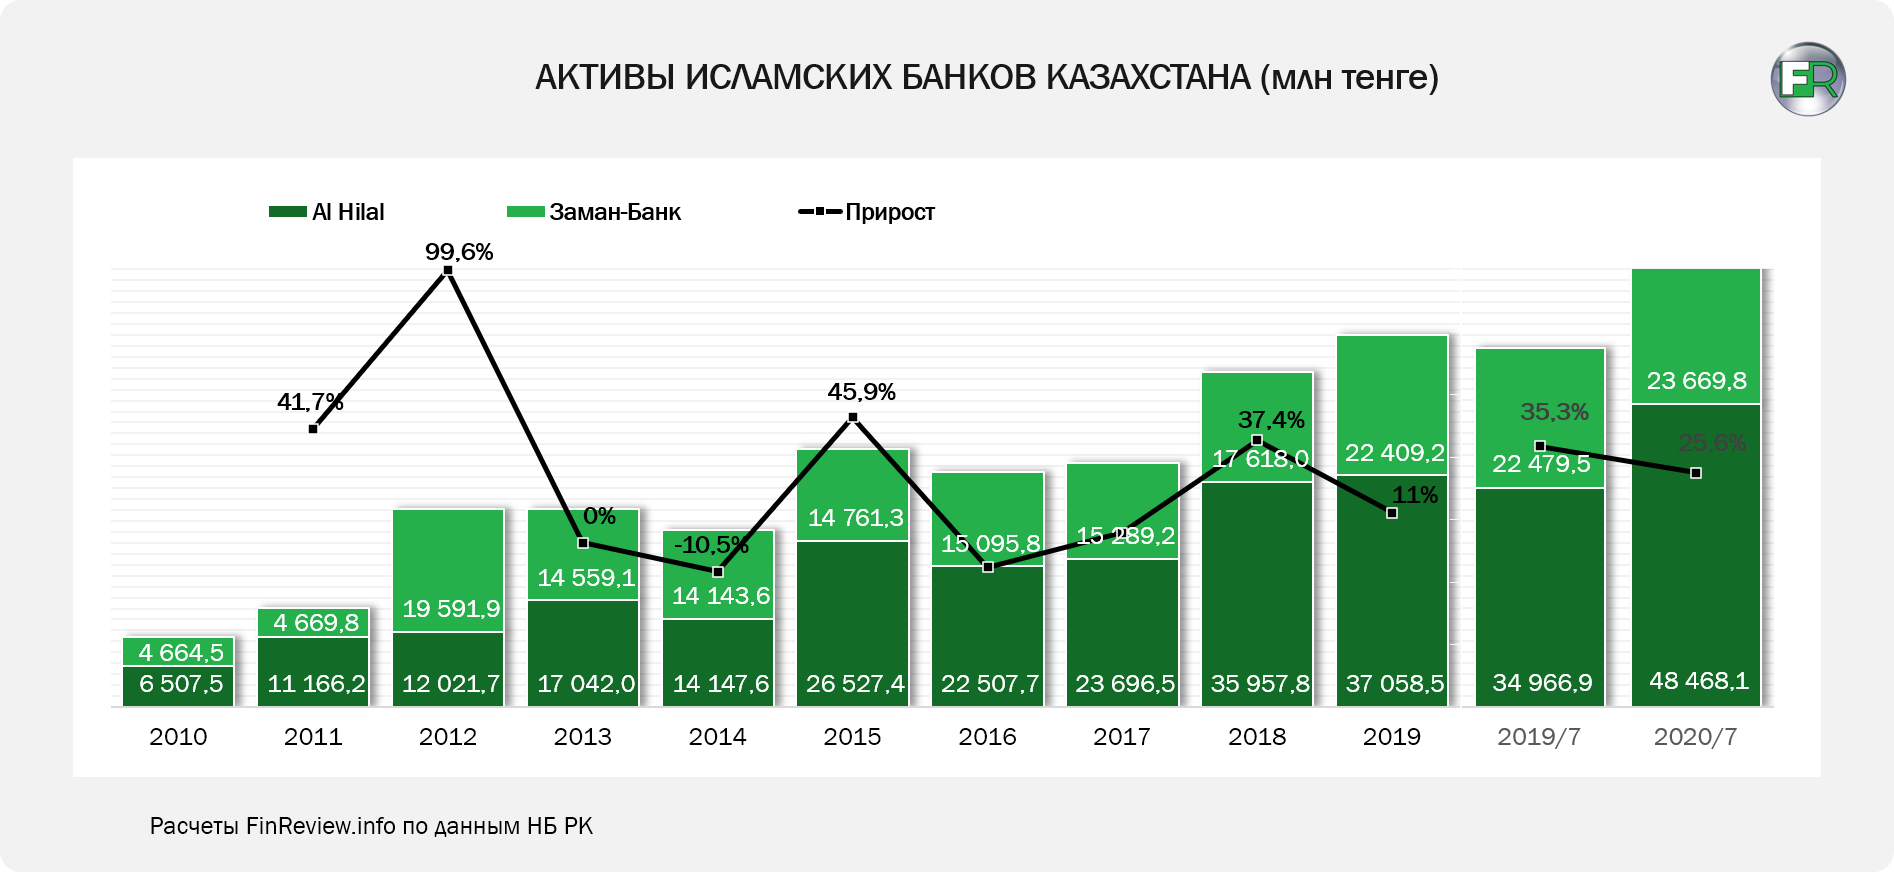 АКТИВЫ ИСЛАМСКИХ БАНКОВ КАЗАХСТАНА (млн тенге)
FR
Al Hilal Заман-Банк Прирост
99,6%
41,7% 0% -10,5% 45,9% 37,4% 11% 35,3% 25,6%
4 664,5 4 669,8 19 591,9 14 559,1 14 143,6 14 761,3 15 095,8 15 289,2 17 618,0 22 409,2 22 479,5 23 669,8
6 507,5 11 166,2 12 021,7 17 042,0 14 147,6 26 527,4 22 507,7 23 696,5 35 957,8 37 058,5 34 966,9 48 468,1
2010 2011 2012 2013 2014 2015 2016 2017 2018 2019 2019/7 2020/7
Расчеты FinReview.info по данным НБ РК